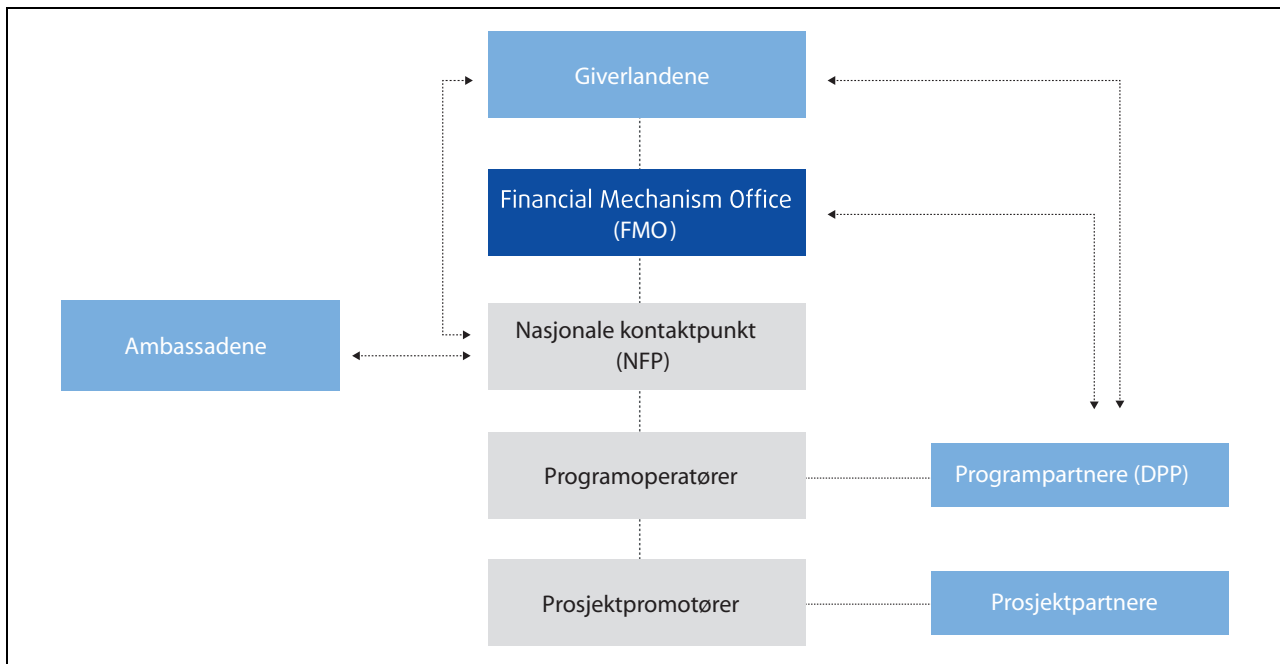 Giverlandene
Financial Mechanism Office
(FMO)
Nasjonale kontaktpunkt
(NFP)
Ambassadene
Programoperatører
Programpartnere (DPP)
Prosjektpromotører
Prosjektpartnere